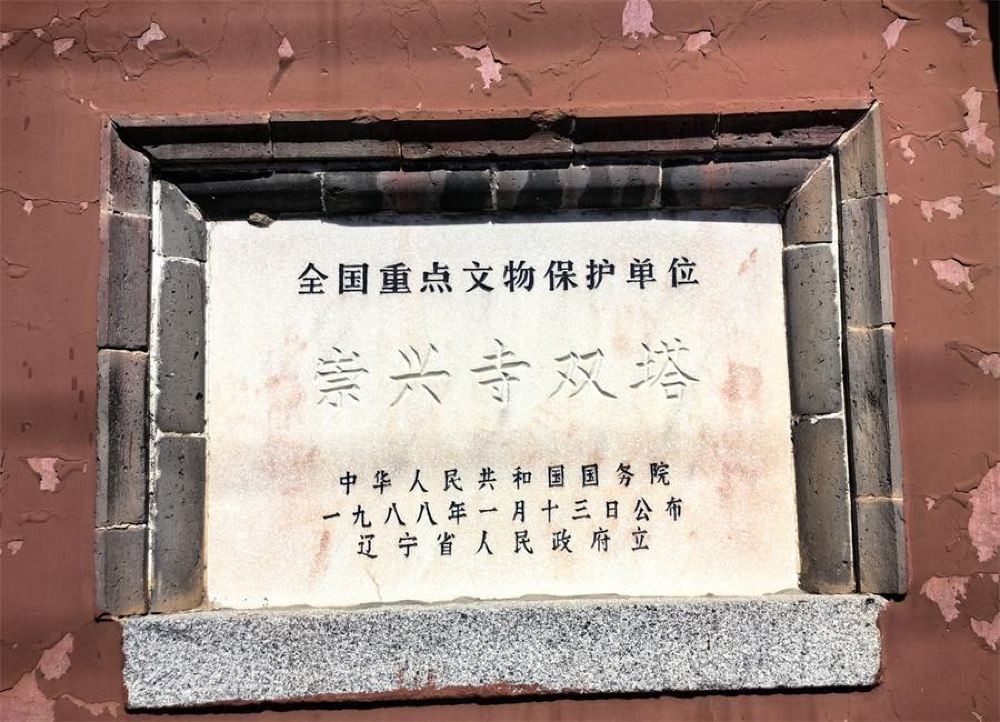 全国重点文物保护单位
崇兴寺双塔
中华人民共和国国务院
一九八八年一月十三日公布
辽宁省人民政府立